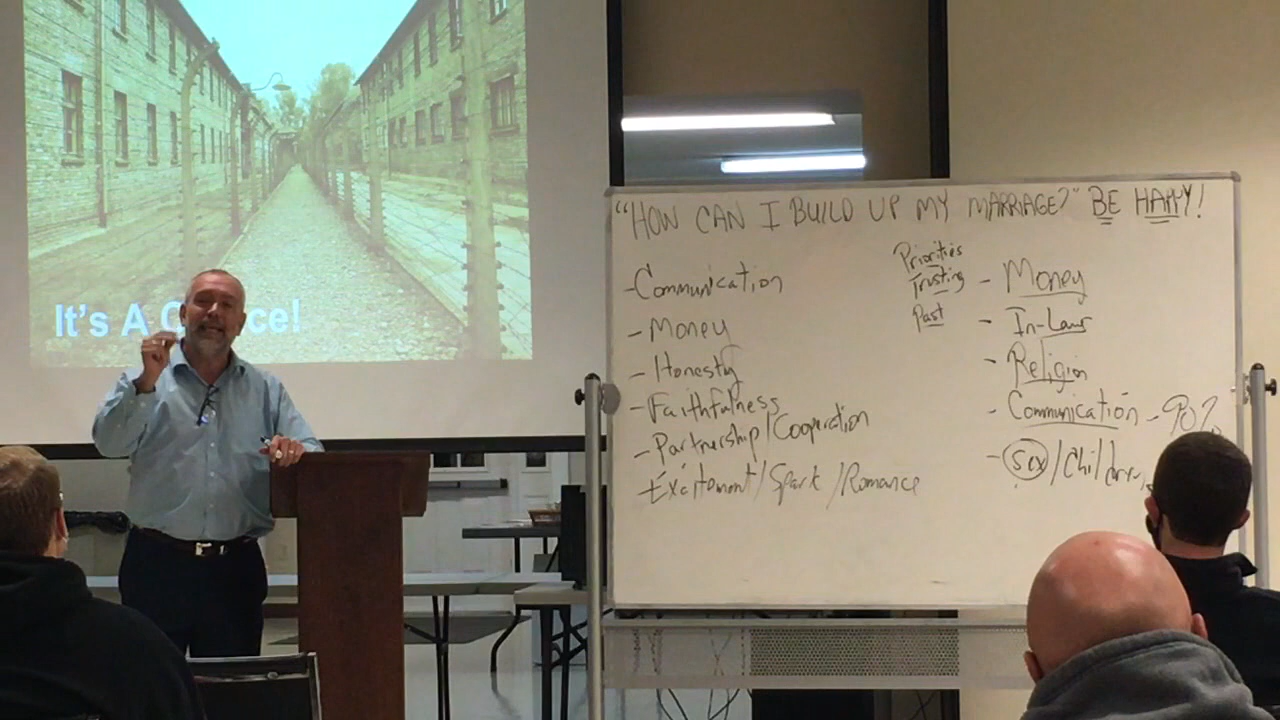 It's A
"HOW CAN I BUILD UP MY MARRIAGE?" BE HAPPY!
- Communication
- Money
- Honesty
- Faithfulness
- Partnership/Cooperation
- Excitement/Spark/Romance
Priorities
Trusting
Past
- Money
- In-Laws
- Religion
- Communication - 90%
- Sex/Children